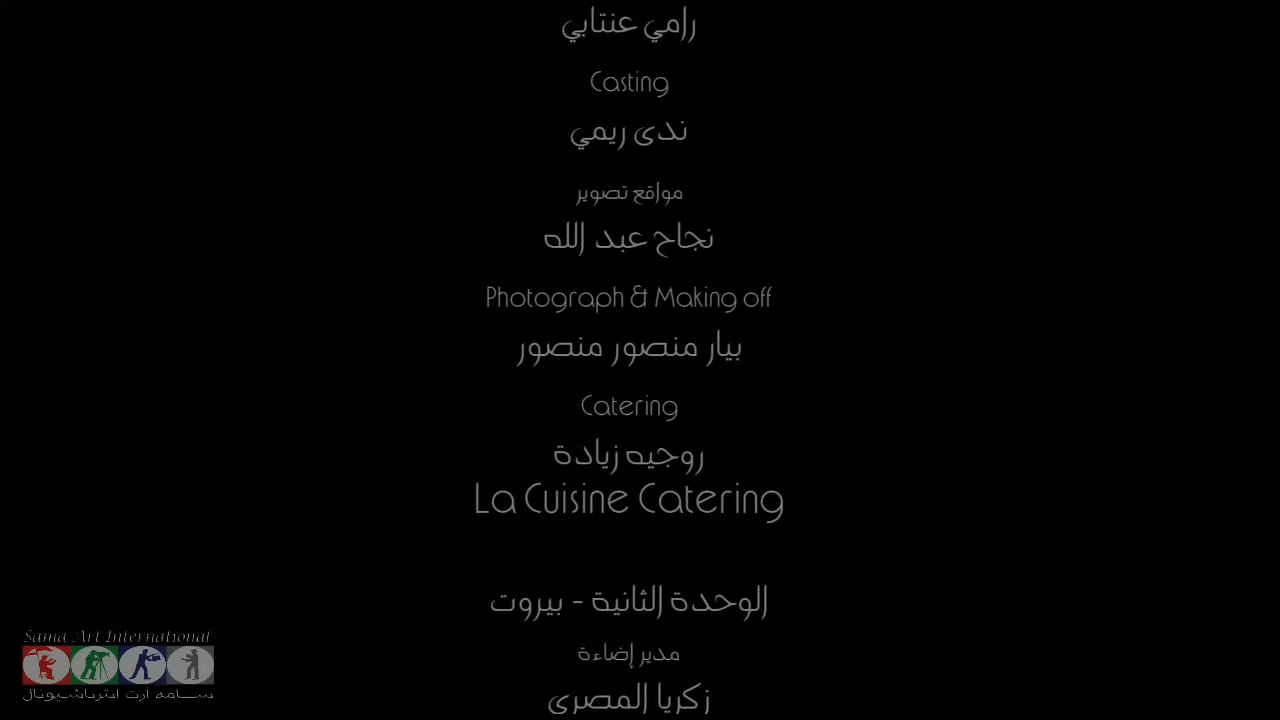 رامي عنتابي
Casting
ندى ريمي
مواقع تصوير
نجاح عبد الله
Photograph & Making off
بيار منصور منصور
Catering
روجيه زيادة
La Cuisine Catering
الوحدة الثانية - بيروت
مدير إضاءة
زكريا المصري
Sama Art International
سامه ارت انترناشيونال